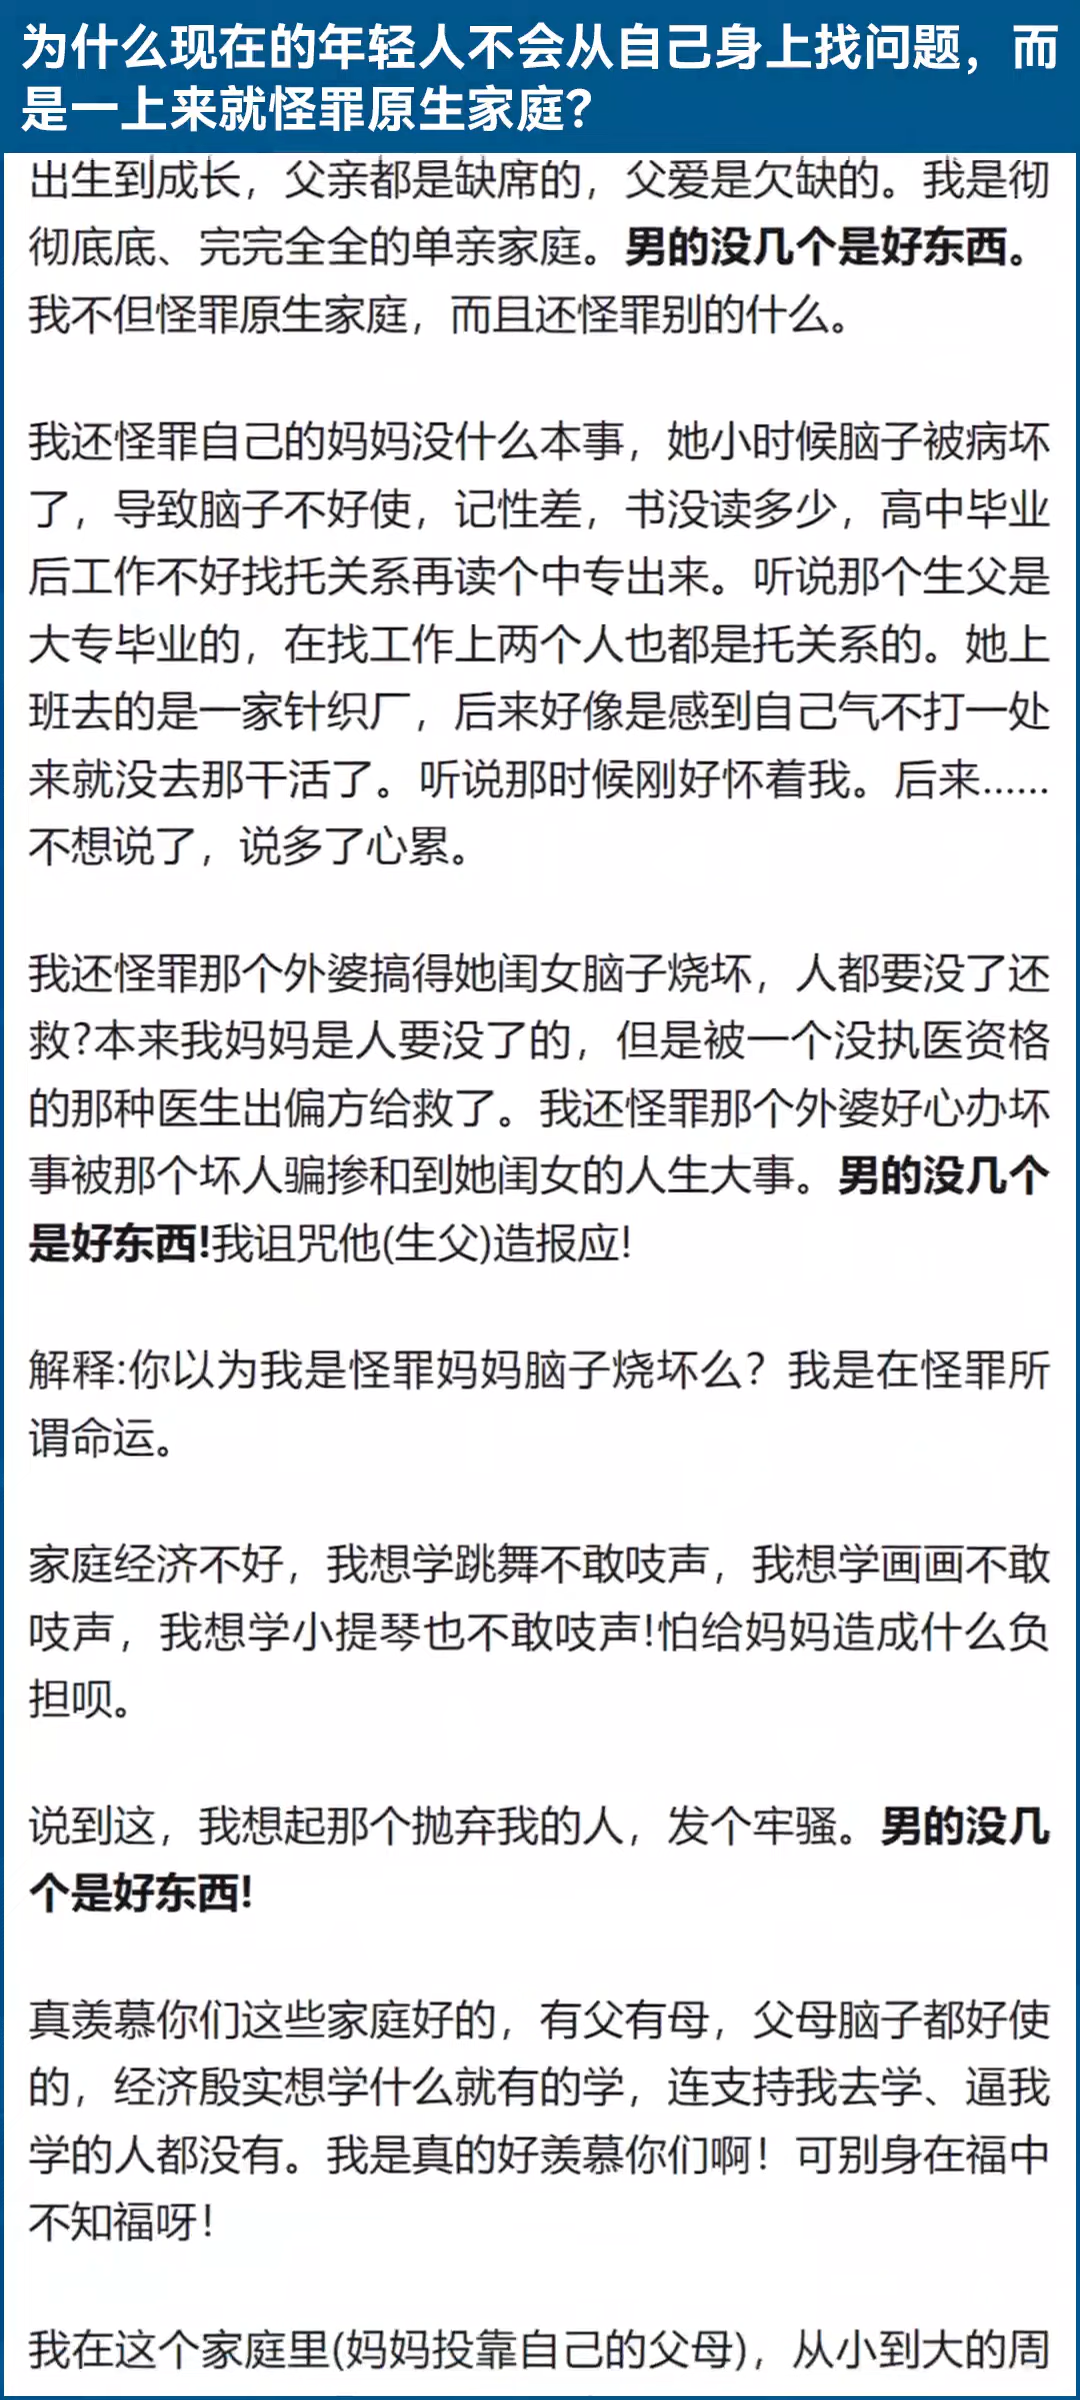 为什么现在的年轻人不会从自己身上找问题，而
是一上来就怪罪原生家庭？
出生到成长，父亲都是缺席的，父爱是欠缺的。我是彻
彻底底、完完全全的单亲家庭。男的没几个是好东西。
我不但怪罪原生家庭，而且还怪罪别的什么。
我还怪罪自己的妈妈没什么本事，她小时候脑子被病坏
了，导致脑子不好使，记性差，书没读多少，高中毕业
后工作不好找托关系再读个中专出来。听说那个生父是
大专毕业的，在找工作上两个人也都是托关系的。她上
班去的是一家针织厂，后来好像是感到自己气不打一处
来就没去那干活了。听说那时候刚好怀着我。后来……
不想说了，说多了心累。
我还怪罪那个外婆搞得她闺女脑子烧坏，人都要没了还
救?本来我妈妈是人要没了的，但是被一个没执医资格
的那种医生出偏方给救了。我还怪罪那个外婆好心办坏
事被那个坏人骗掺和到她闺女的人生大事。男的没几个
是好东西!我诅咒他(生父)造报应!
解释:你以为我是怪罪妈妈脑子烧坏么？我是在怪罪所
谓命运。
家庭经济不好，我想学跳舞不敢吱声，我想学画画不敢
吱声，我想学小提琴也不敢吱声!怕给妈妈造成什么负
担呗。
说到这，我想起那个抛弃我的人，发个牢骚。男的没几
个是好东西!
真羡慕你们这些家庭好的，有父有母，父母脑子都好使
的，经济殷实想学什么就有的学，连支持我去学、逼我
学的人都没有。我是真的好羡慕你们啊！可别身在福中
不知福呀！
我在这个家庭里(妈妈投靠自己的父母)，从小到大的周